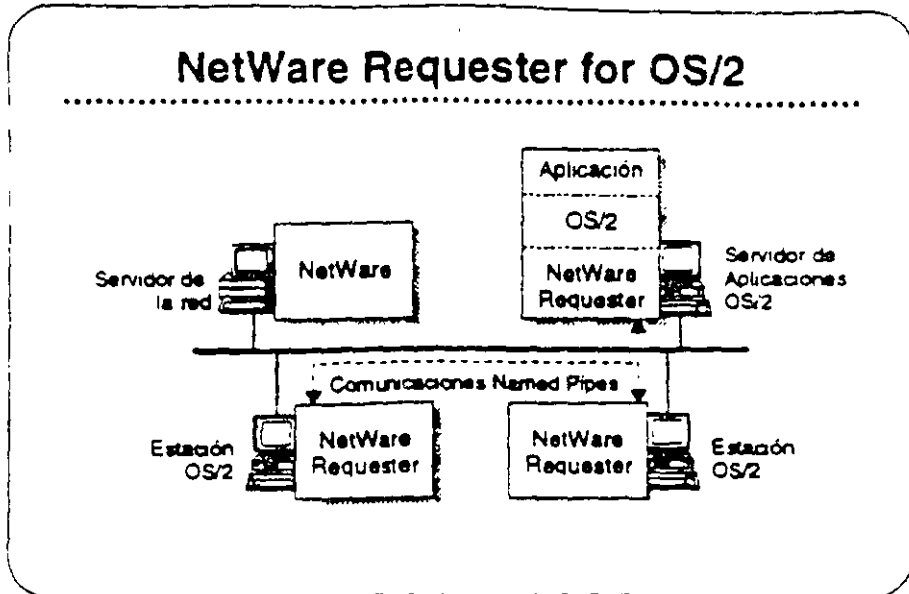 NetWare Requester for OS/2
Aplicación
OS/2
NetWare
Requester
Servidor de
Aplicaciones
OS/2
Servidor de
la red
NetWare
Comunicaciones Named Pipes
Estación
OS/2
NetWare
Requester
NetWare
Requester
Estación
OS/2